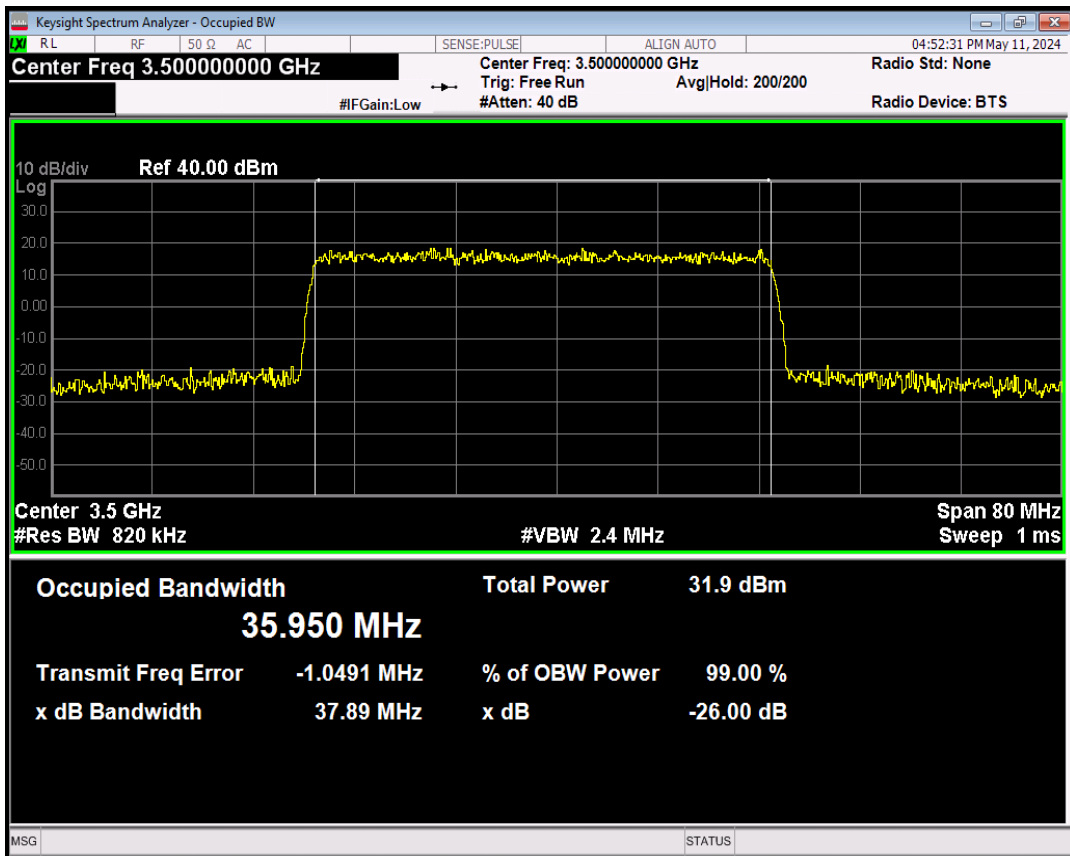 Keysight Spectrum Analyzer - Occupied BW
LXI RL RF 50 Ω AC SENSE:PULSE ALIGN AUTO 04:52:31 PM May 11, 2024
Center Freq 3.500000000 GHz Center Freq: 3.500000000 GHz Radio Std: None
Trig: Free Run Avg|Hold: 200/200
#IFGain:Low #Atten: 40 dB Radio Device: BTS
10 dB/div Ref 40.00 dBm
Log
30.0
20.0
10.0
0.00
-10.0
-20.0
-30.0
-40.0
-50.0
Center 3.5 GHz Span 80 MHz
#Res BW 820 kHz #VBW 2.4 MHz Sweep 1 ms
Occupied Bandwidth Total Power 31.9 dBm
35.950 MHz
Transmit Freq Error -1.0491 MHz % of OBW Power 99.00 %
x dB Bandwidth 37.89 MHz x dB -26.00 dB
MSG STATUS